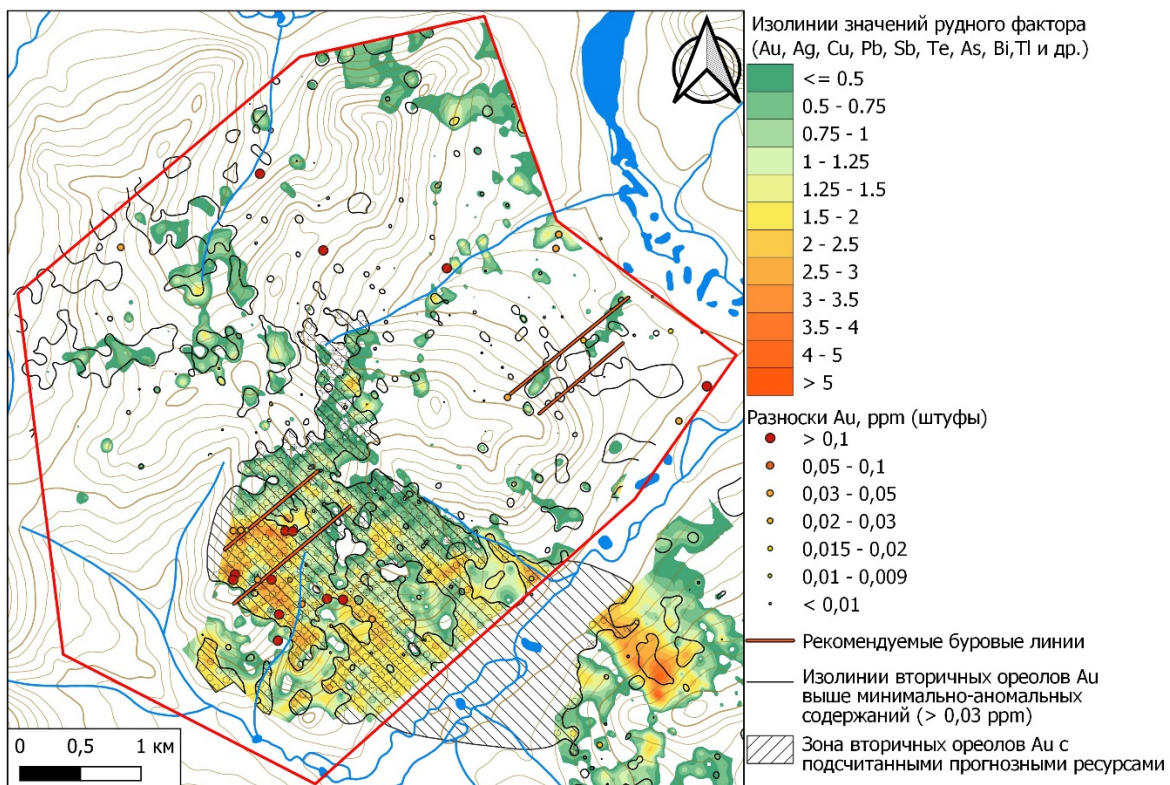 Изолинии значений рудного фактора
(Au, Ag, Cu, Pb, Sb, Te, As, Bi,Tl и др.)
<= 0.5
0.5 - 0.75
0.75 - 1
1 - 1.25
1.25 - 1.5
1.5 - 2
2 - 2.5
2.5 - 3
3 - 3.5
3.5 - 4
4 - 5
> 5
Разноски Au, ppm (штуфы)
> 0,1
0,05 - 0,1
0,03 - 0,05
0,02 - 0,03
0,015 - 0,02
0,01 - 0,009
< 0,01
Рекомендуемые буровые линии
Изолинии вторичных ореолов Au
выше минимально-аномальных
содержаний (> 0,03 ppm)
Зона вторичных ореолов Au с
подсчитанными прогнозными ресурсами
0 0,5 1 км